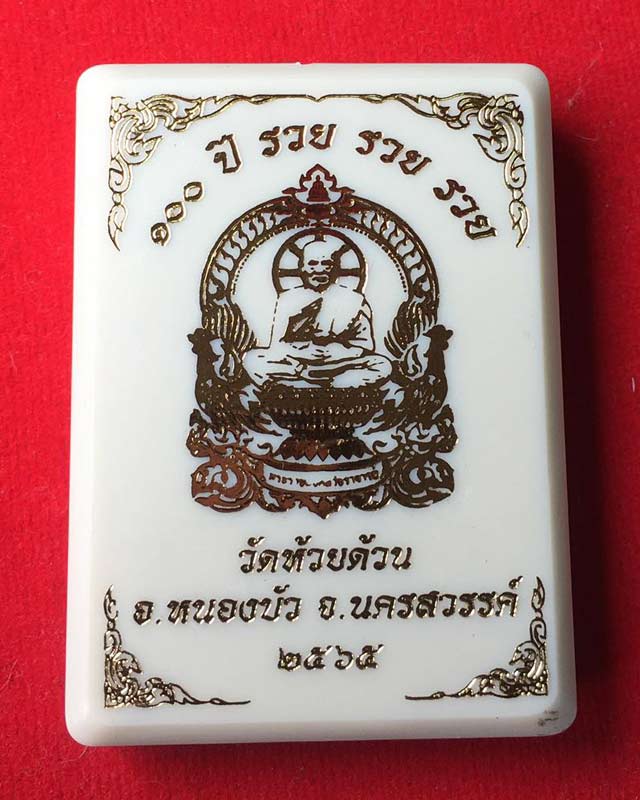 ๑๐๐ ปี รวย รวย รวย
วัดห้วยด้วน
อ.หนองบัว จ.นครสวรรค์
๒๕๖๕